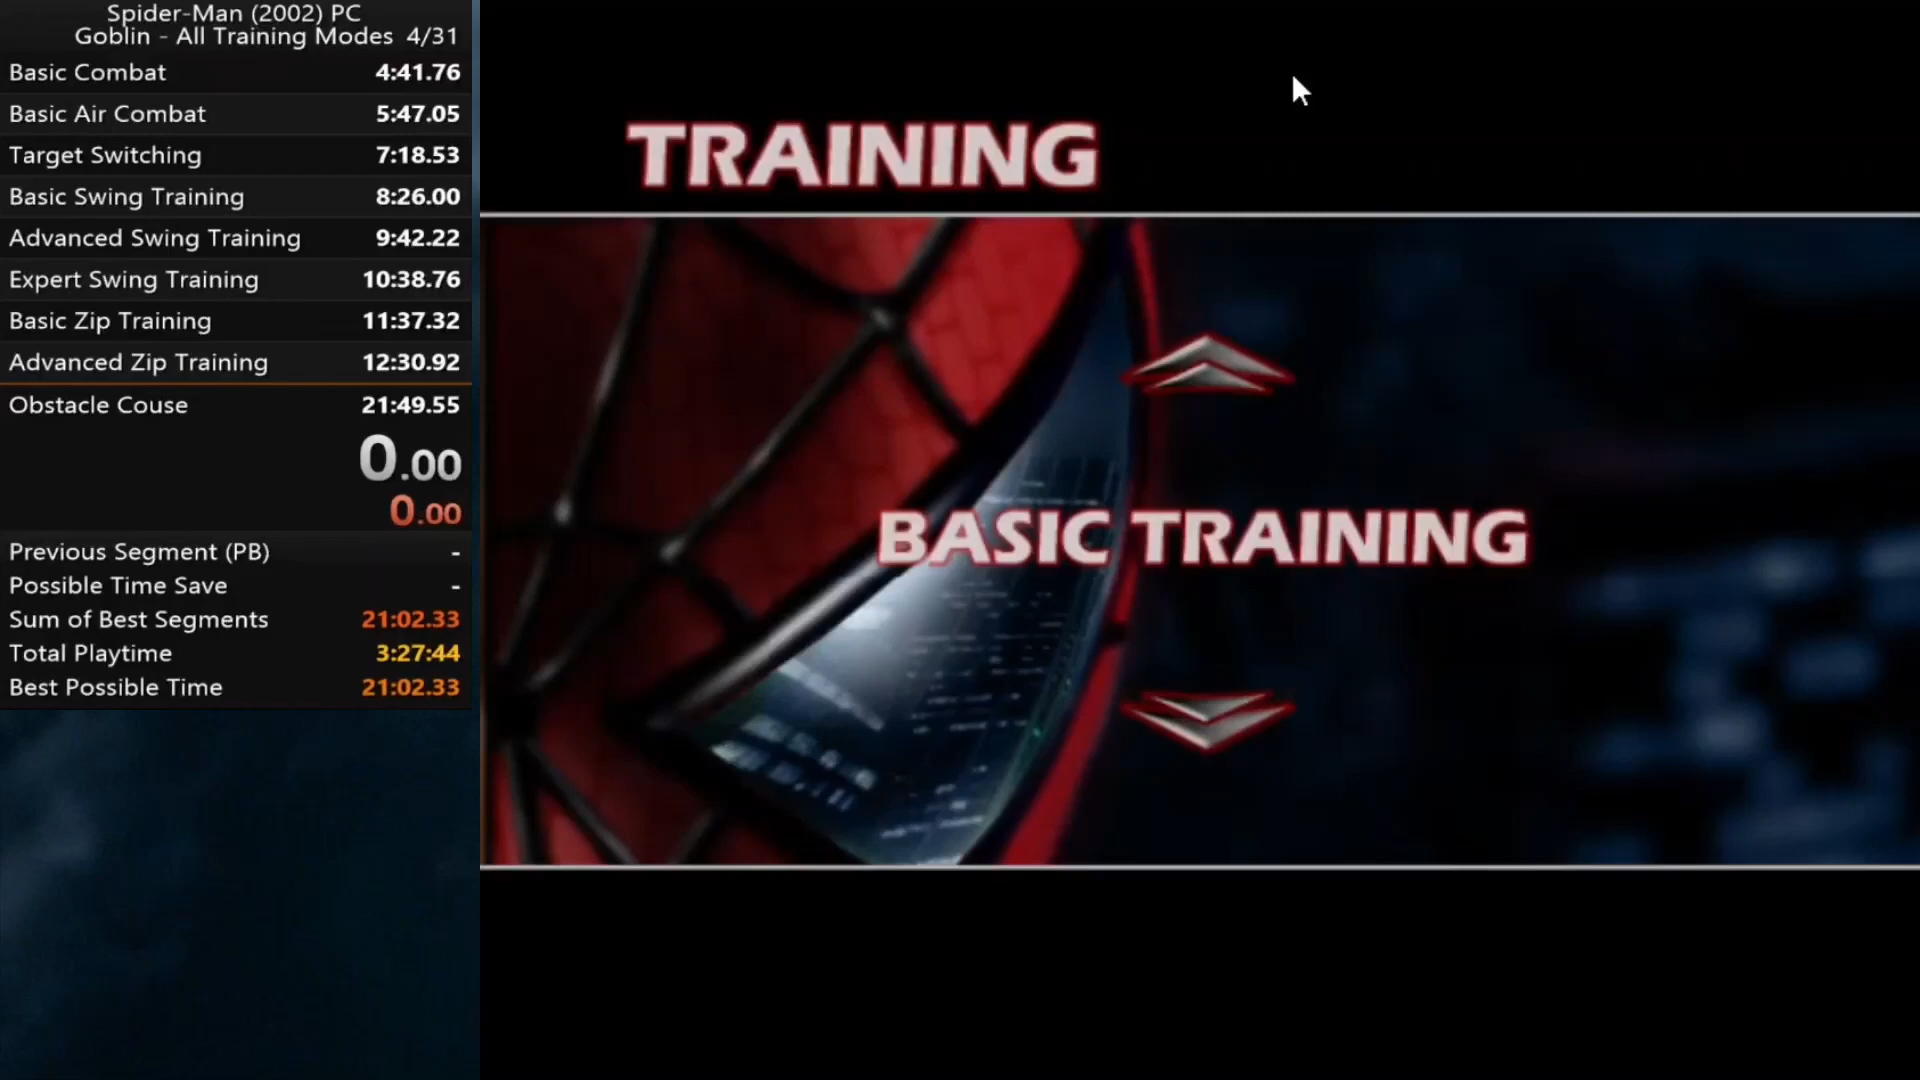 Spider-Man (2002) PC
Goblin - All Training Modes 4/31
Basic Combat 4:41.76
Basic Air Combat 5:47.05
Target Switching 7:18.53
Basic Swing Training 8:26.00
Advanced Swing Training 9:42.22
Expert Swing Training 10:38.76
Basic Zip Training 11:37.32
Advanced Zip Training 12:30.92
Obstacle Couse 21:49.55
0.00
0.00
Previous Segment (PB) -
Possible Time Save -
Sum of Best Segments 21:02.33
Total Playtime 3:27:44
Best Possible Time 21:02.33
TRAINING
BASIC TRAINING